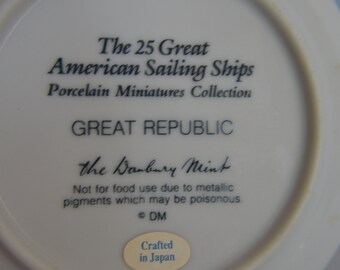 The 25 Great
American Sailing Ships
Porcelain Miniatures Collection
GREAT REPUBLIC
The Danbury Mint
Not for food use due to metallic
pigments which may be poisonous.
© DM
Crafted
in Japan